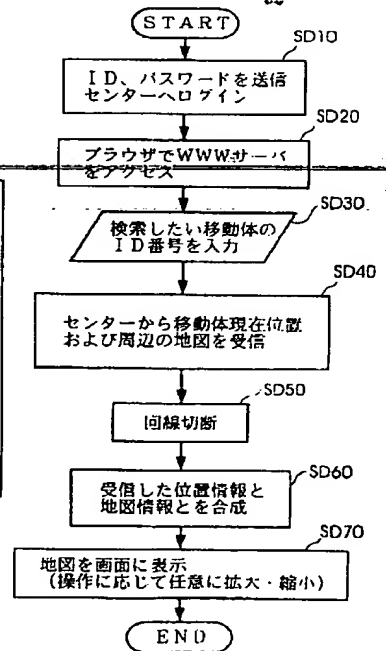 START
SD10
ID、パスワードを送信
センターへログイン
SD20
ブラウザでWWWサーバ
をアクセス
SD30
検索したい移動体の
ID番号を入力
SD40
センターから移動体現在位置
および周辺の地図を受信
SD50
回線切断
SD60
受信した位置情報と
地図情報とを合成
SD70
地図を画面に表示
(操作に応じて任意に拡大・縮小)
END